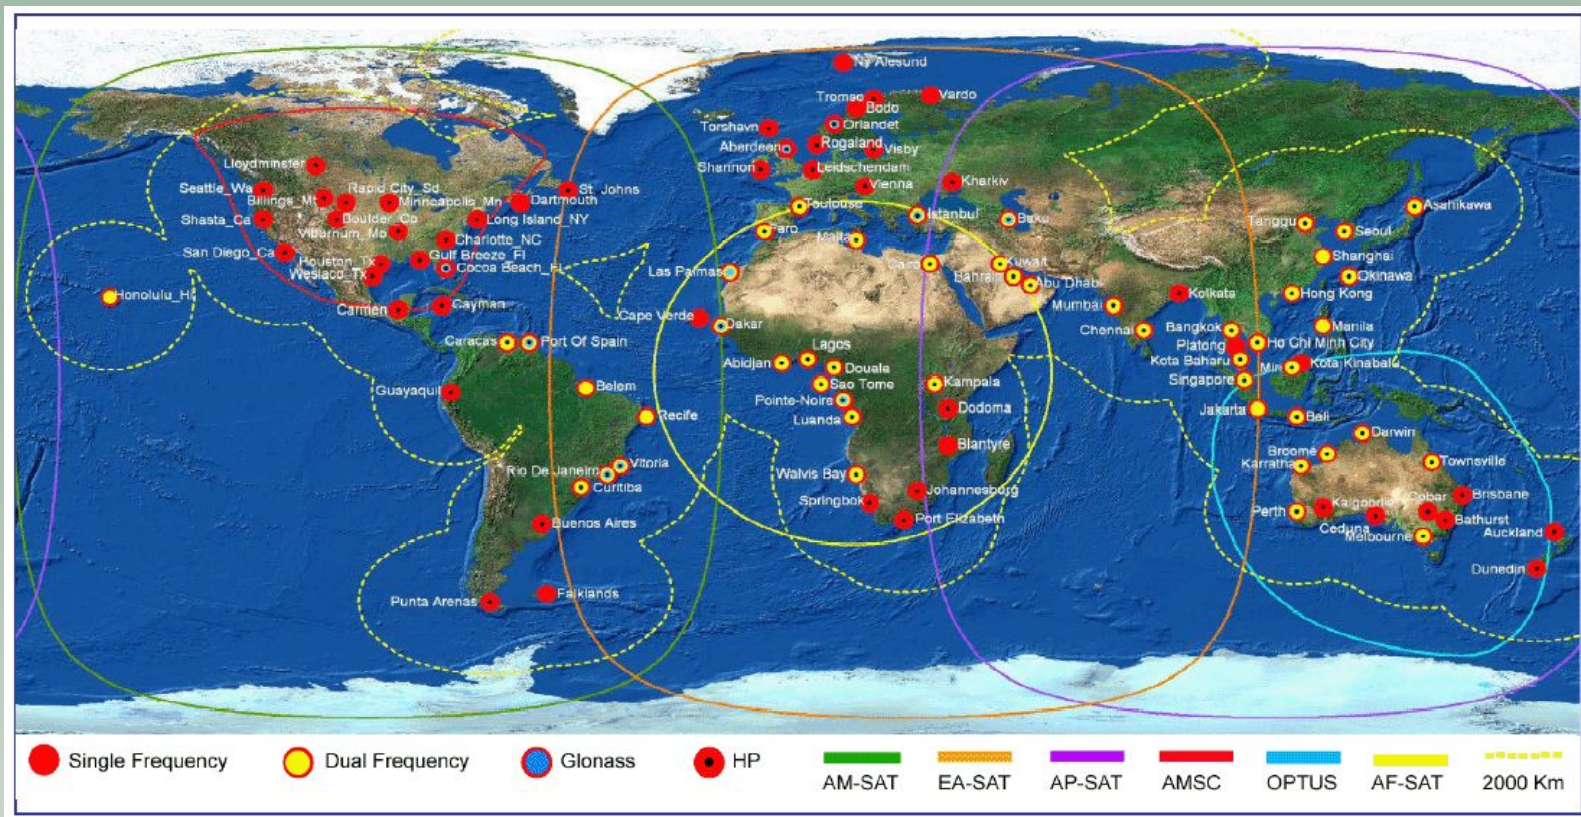 Ny Alesund
Tromso
Vardo
Bodo
Torshavn
Orlandet
Aberdeen
Rogaland
Visby
Shannon
Leidschendam
Vienna
Kharkiv
Lloydminster
Seattle_Wa
Rapid City_Sd
St. Johns
Billings_Mt
Minneapolis_Mn
Dartmouth
Shasta_Ca
Boulder_Co
Long Island_NY
Viburnum_Mo
Charlotte_NC
San Diego_Ca
Houston_Tx
Gulf Breeze_Fl
Weslaco_Tx
Cocoa Beach_FL
Honolulu_HI
Carmen
Cayman
Toulouse
Istanbul
Baku
Faro
Malta
Las Palmas
Cairo
Kuwait
Bahrain
Abu Dhabi
Tanggu
Seoul
Asahikawa
Shanghai
Okinawa
Mumbai
Kolkata
Hong Kong
Cape Verde
Dakar
Chennai
Bangkok
Manila
Caracas
Port Of Spain
Platong
Ho Chi Minh City
Lagos
Abidjan
Douala
Kota Baharu
Kota Kinabalu
Miri
Guayaquil
Belem
Sao Tome
Kampala
Singapore
Pointe-Noire
Dodoma
Jakarta
Recife
Luanda
Bali
Blantyre
Darwin
Rio De Janeiro
Vitoria
Walvis Bay
Broome
Karratha
Townsville
Curitiba
Johannesburg
Springbok
Port Elizabeth
Kalgoorlie
Cobar
Brisbane
Perth
Ceduna
Bathurst
Melbourne
Auckland
Buenos Aires
Dunedin
Punta Arenas
Falklands
Single Frequency
Dual Frequency
Glonass
HP
AM-SAT
EA-SAT
AP-SAT
AMSC
OPTUS
AF-SAT
2000 Km